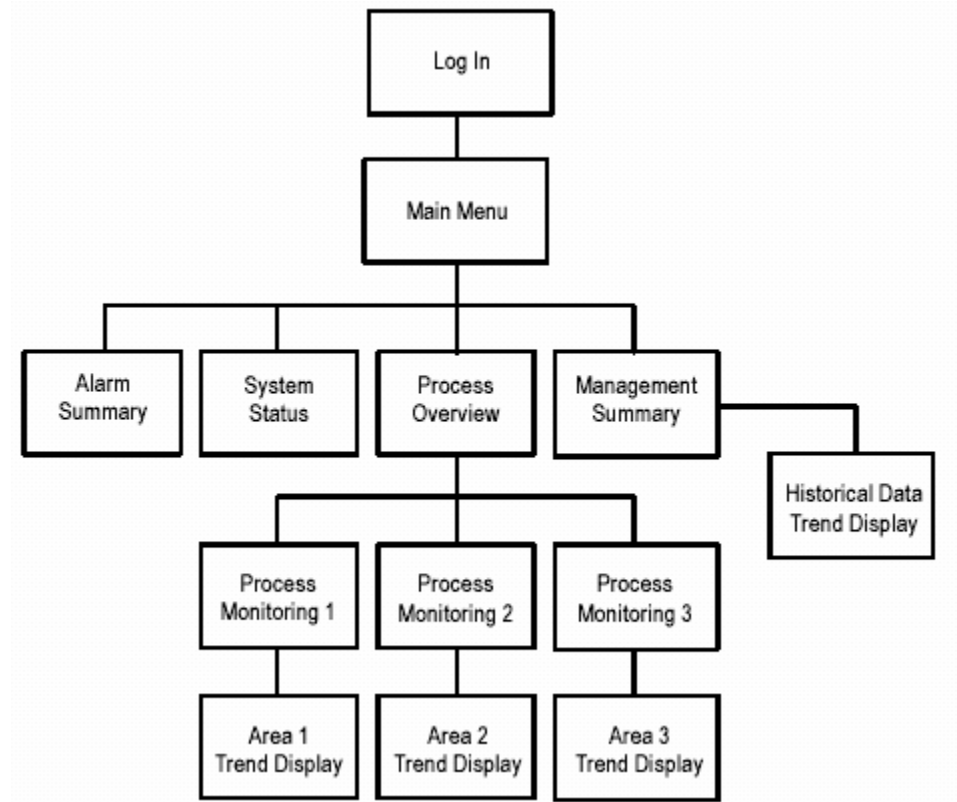 Log In
Main Menu
Alarm
Summary
System
Status
Process
Overview
Management
Summary
Historical Data
Trend Display
Process
Monitoring 1
Process
Monitoring 2
Process
Monitoring 3
Area 1
Trend Display
Area 2
Trend Display
Area 3
Trend Display